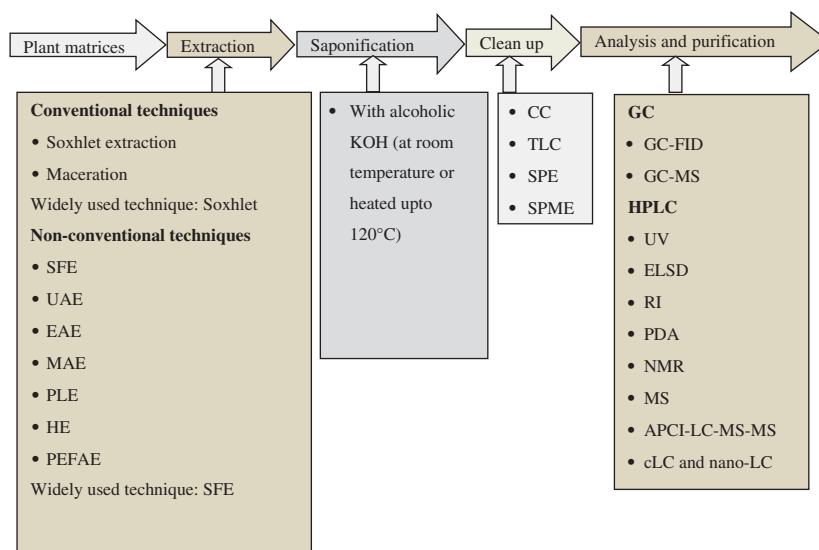 Plant matrices
Extraction
Saponification
Clean up
Analysis and purification
Conventional techniques
• Soxhlet extraction
• Maceration
Widely used technique: Soxhlet
Non-conventional techniques
• SFE
• UAE
• EAE
• MAE
• PLE
• HE
• PEFAE
Widely used technique: SFE
• With alcoholic
KOH (at room
temperature or
heated upto
120°C)
• CC
• TLC
• SPE
• SPME
GC
• GC-FID
• GC-MS
HPLC
• UV
• ELSD
• RI
• PDA
• NMR
• MS
• APCI-LC-MS-MS
• cLC and nano-LC